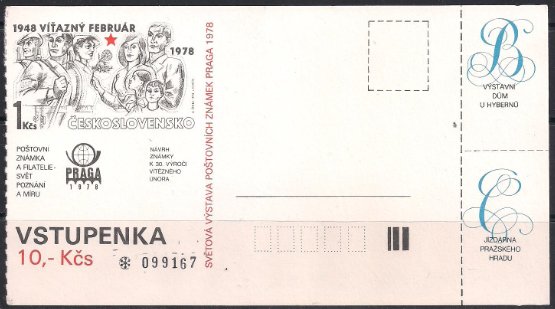 1948 VÍŤAZNÝ FEBRUÁR
1978
1 Kčs
ČESKOSLOVENSKO
POŠTOVNÍ
ZNÁMKA
A FILATELIE-
SVĚT
POZNÁNÍ
A MÍRU
PRAGA
1978
NÁVRH
ZNÁMKY
K 30. VÝROČÍ
VÍTĚZNÉHO
ÚNORA
VSTUPENKA
10,- Kčs
✻ 099167
SVĚTOVÁ VÝSTAVA POŠTOVNÍCH ZNÁMEK PRAGA 1978
B
VÝSTAVNÍ
DŮM
U HYBERNŮ
C
JÍZDÁRNA
PRAŽSKÉHO
HRADU